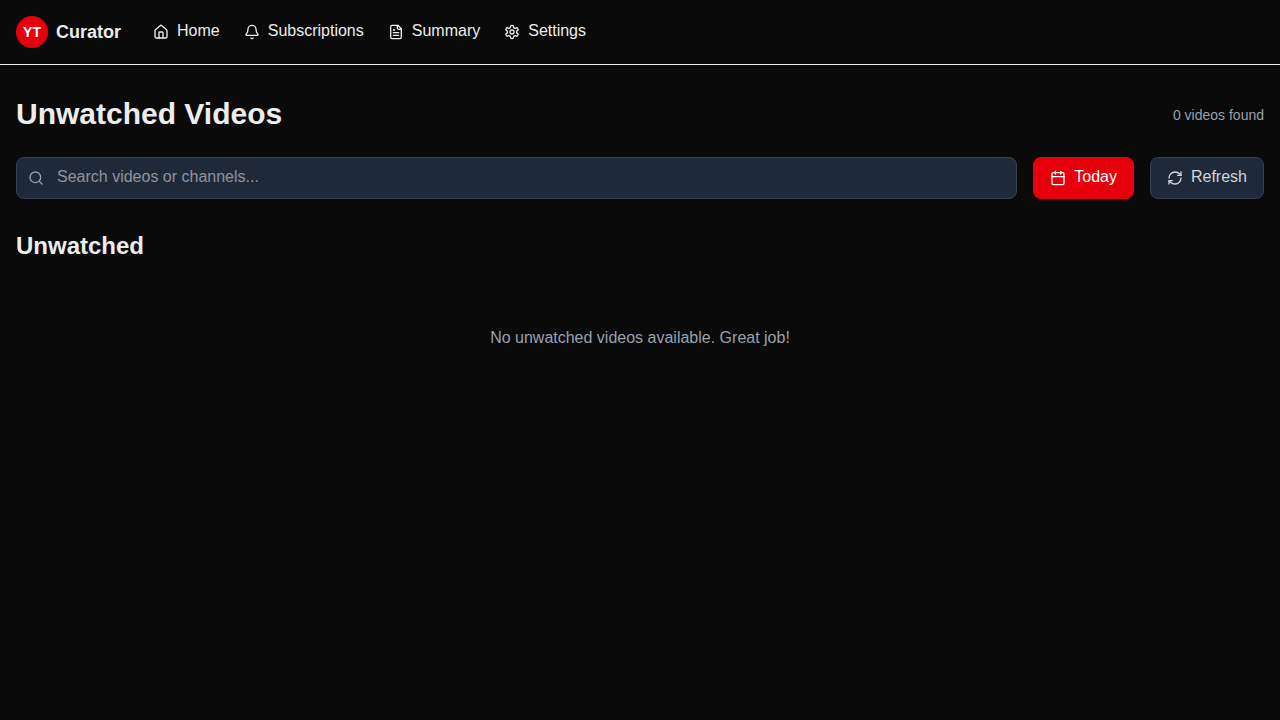 YT Curator Home Subscriptions Summary Settings
Unwatched Videos 0 videos found
Search videos or channels... Today Refresh
Unwatched
No unwatched videos available. Great job!